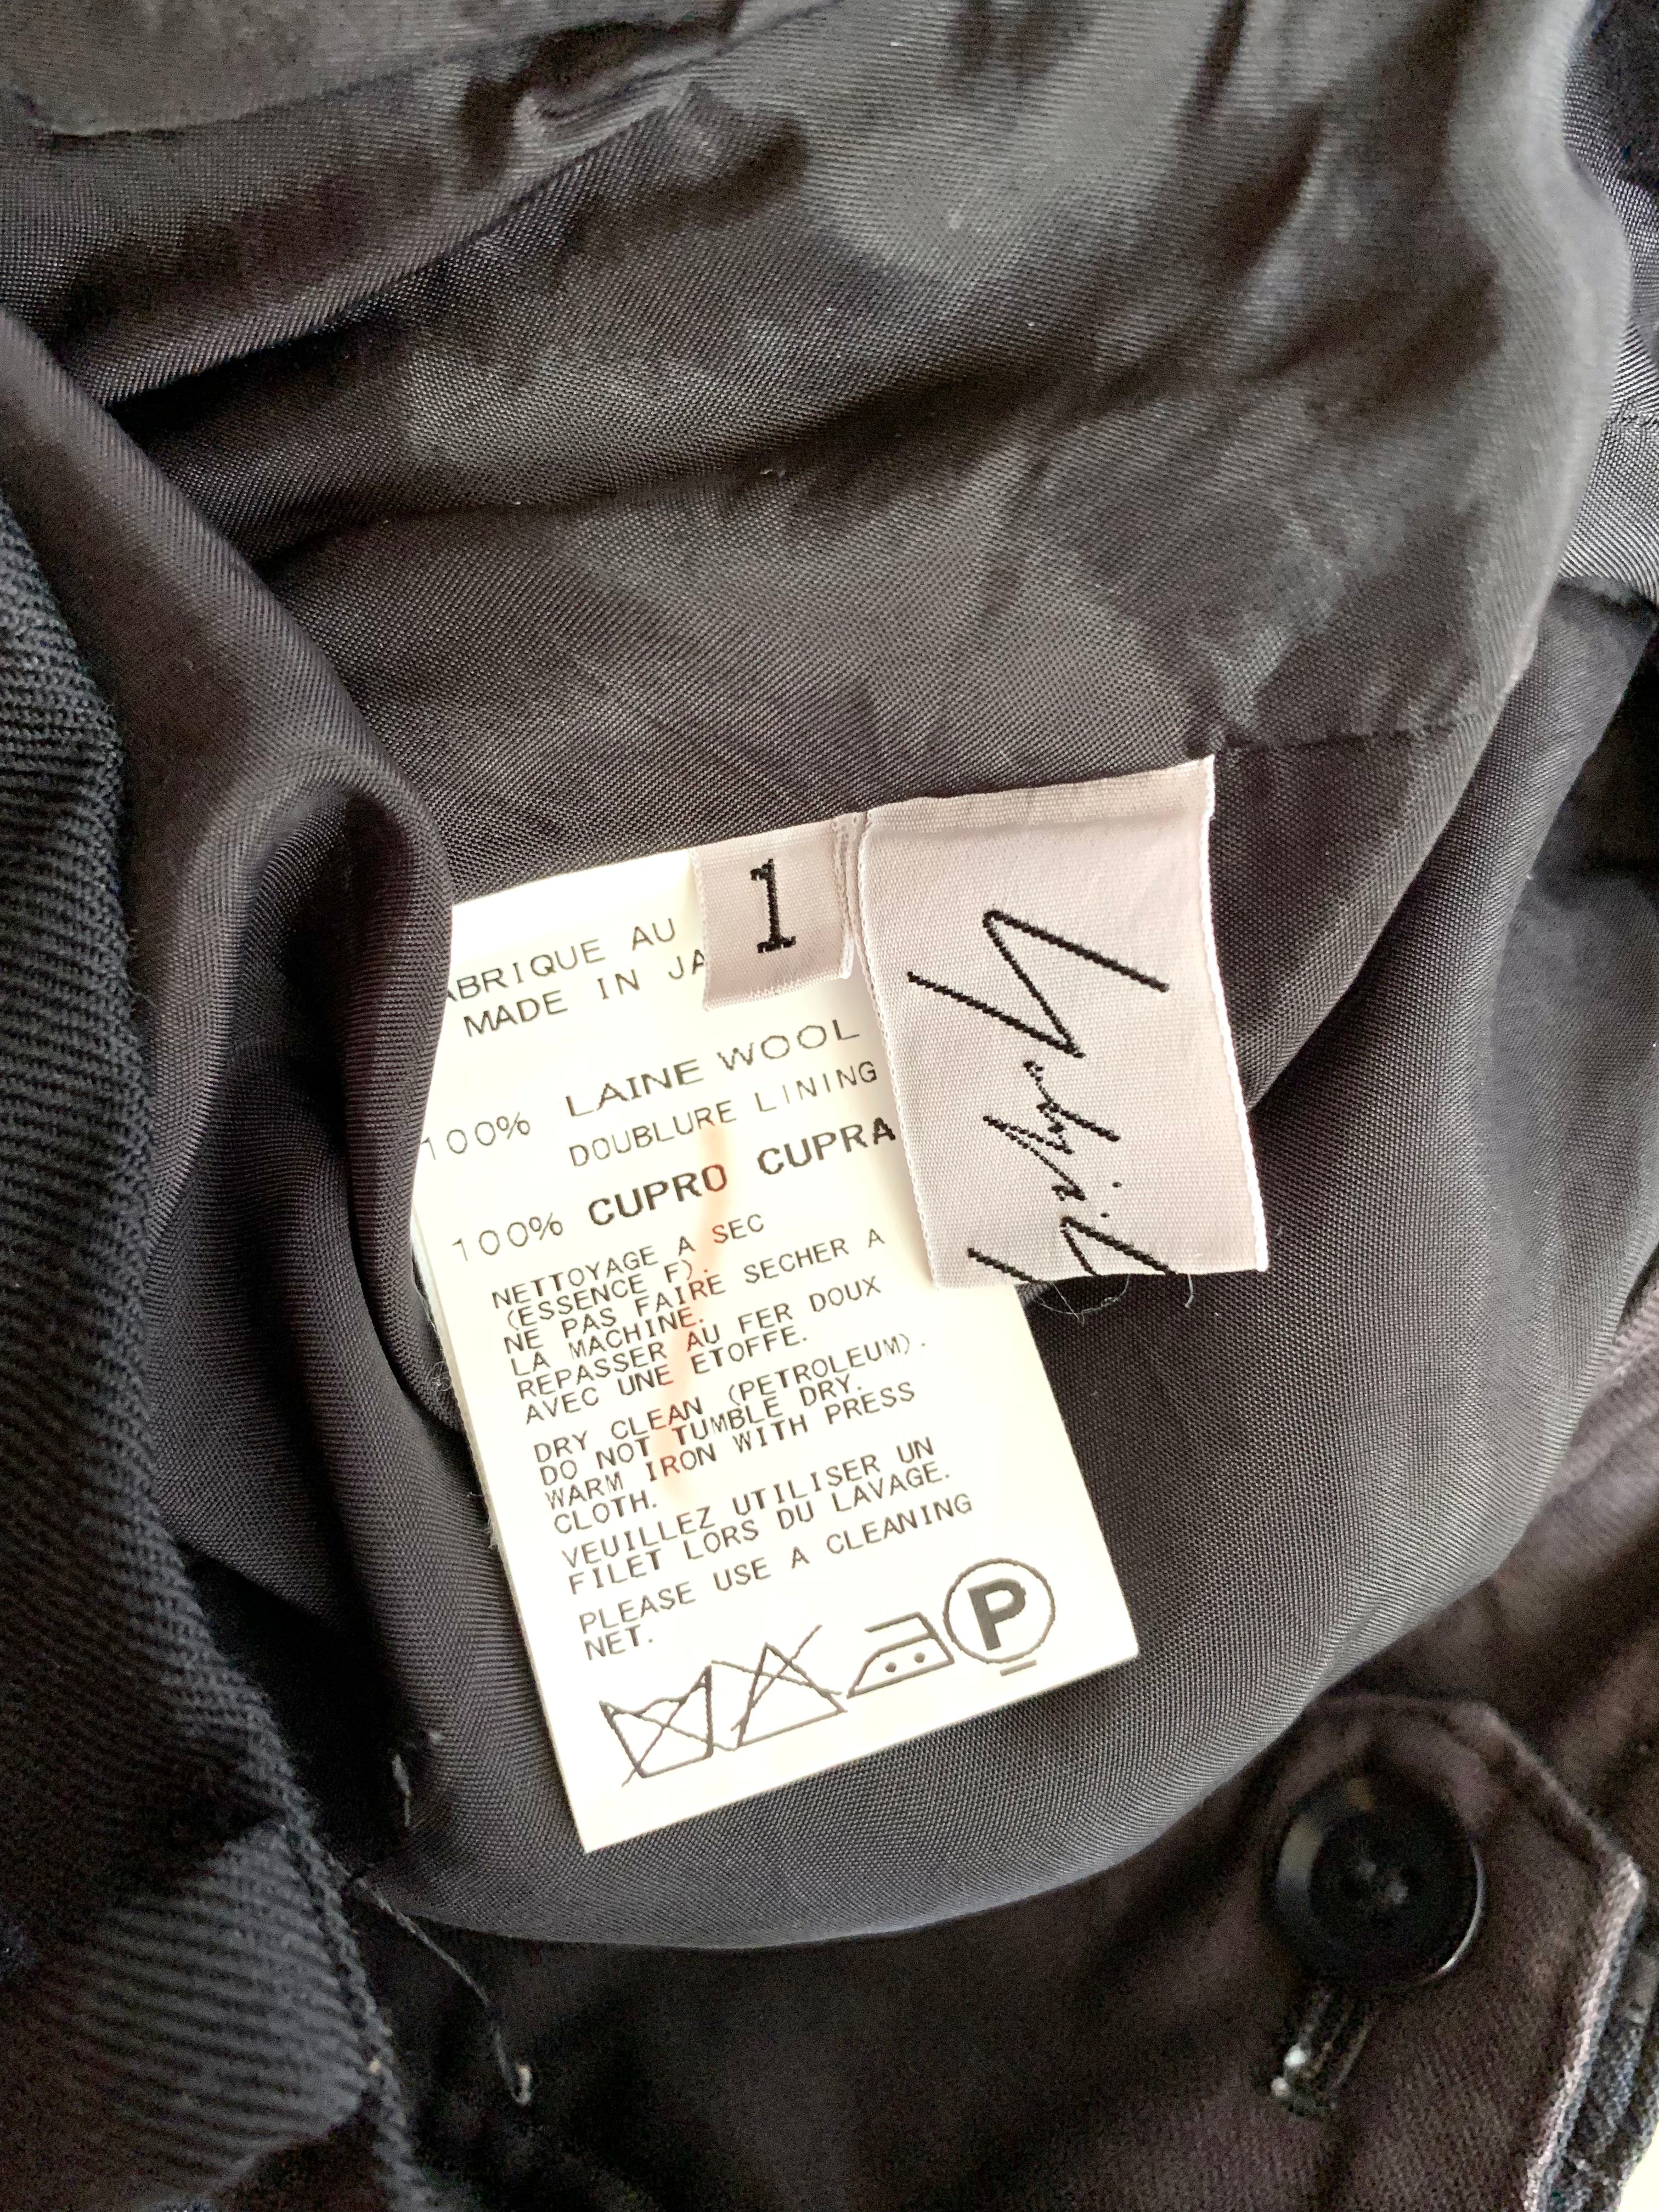 ABRIQUE AU
MADE IN JA
1
100% LAINE WOOL
DOUBLURE LINING
100% CUPRO CUPRA
NETTOYAGE A SEC
(ESSENCE F).
NE PAS FAIRE SECHER A
LA MACHINE.
REPASSER AU FER DOUX
AVEC UNE ETOFFE.
DRY CLEAN (PETROLEUM).
DO NOT TUMBLE DRY.
WARM IRON WITH PRESS
CLOTH.
VEUILLEZ UTILISER UN
FILET LORS DU LAVAGE.
PLEASE USE A CLEANING
NET.
P